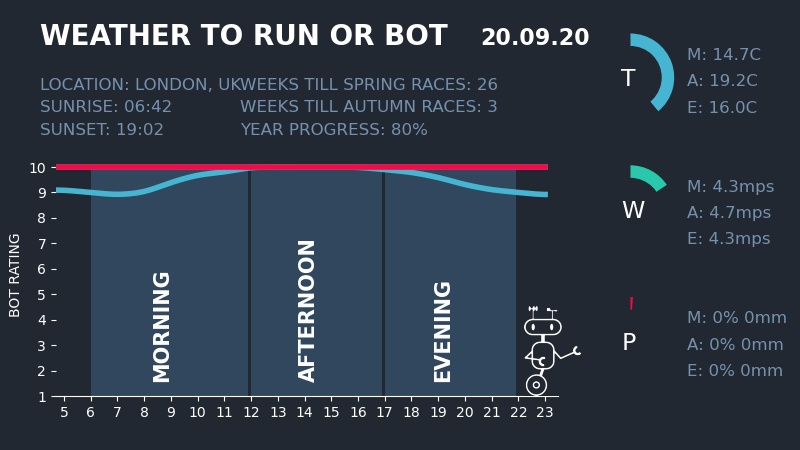 WEATHER TO RUN OR BOT 20.09.20
LOCATION: LONDON, UK
SUNRISE: 06:42
SUNSET: 19:02
WEEKS TILL SPRING RACES: 26
WEEKS TILL AUTUMN RACES: 3
YEAR PROGRESS: 80%
T
M: 14.7C
A: 19.2C
E: 16.0C
W
M: 4.3mps
A: 4.7mps
E: 4.3mps
P
M: 0% 0mm
A: 0% 0mm
E: 0% 0mm
BOT RATING
10
9
8
7
6
5
4
3
2
1
MORNING
AFTERNOON
EVENING
5 6 7 8 9 10 11 12 13 14 15 16 17 18 19 20 21 22 23